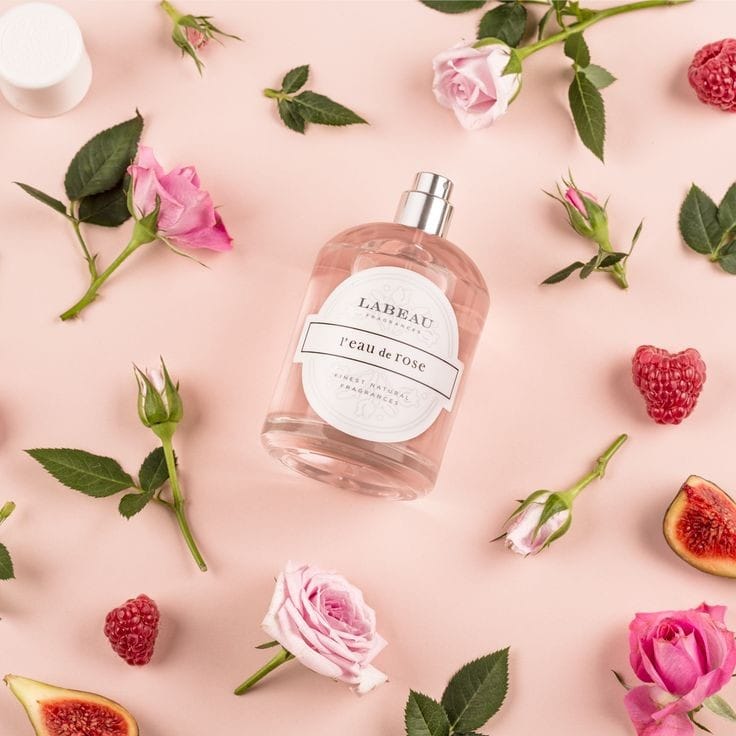 LABEAU
FRAGRANCES
l'eau de rose
FINEST NATURAL
FRAGRANCES